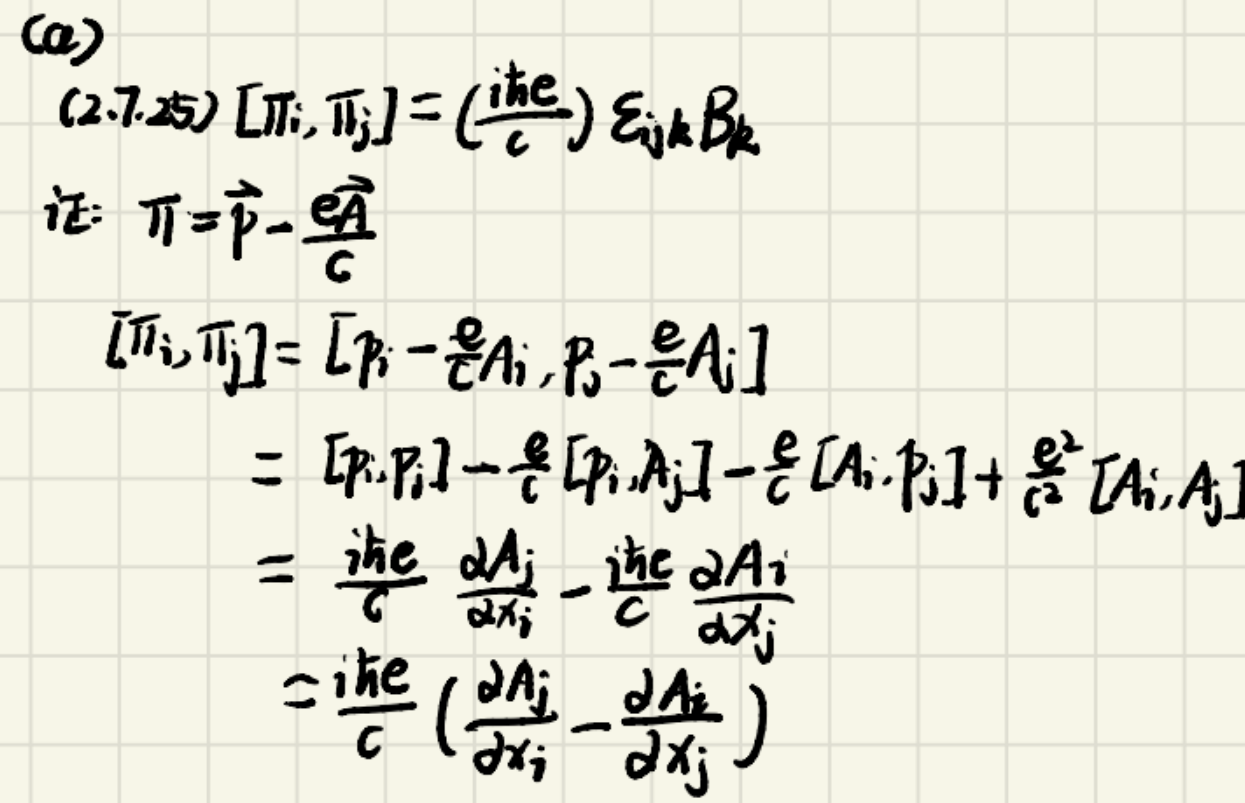 (a)
(2.7.25) [πi, πj] = (iħe/c) εijk Bk
证: π = p⃗ - eA⃗/c
[πi, πj] = [pi - e/c Ai, pj - e/c Aj]
= [pi, pj] - e/c [pi, Aj] - e/c [Ai, pj] + e²/c² [Ai, Aj]
= iħe/c ∂Aj/∂xi - iħe/c ∂Ai/∂xj
= iħe/c (∂Aj/∂xi - ∂Ai/∂xj)